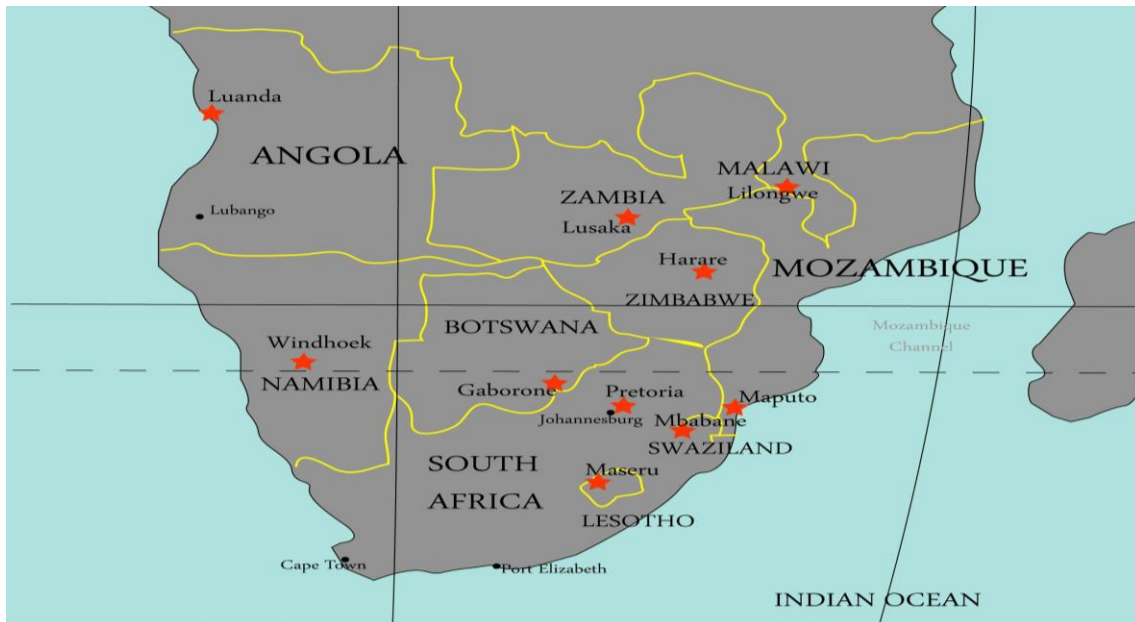 Luanda
ANGOLA
MALAWI
Lilongwe
ZAMBIA
Lusaka
Lubango
Harare
MOZAMBIQUE
ZIMBABWE
BOTSWANA
Mozambique
Channel
Windhoek
NAMIBIA
Gaborone
Pretoria
Maputo
Johannesburg
Mbabane
SWAZILAND
SOUTH
AFRICA
Maseru
LESOTHO
Cape Town
Port Elizabeth
INDIAN OCEAN